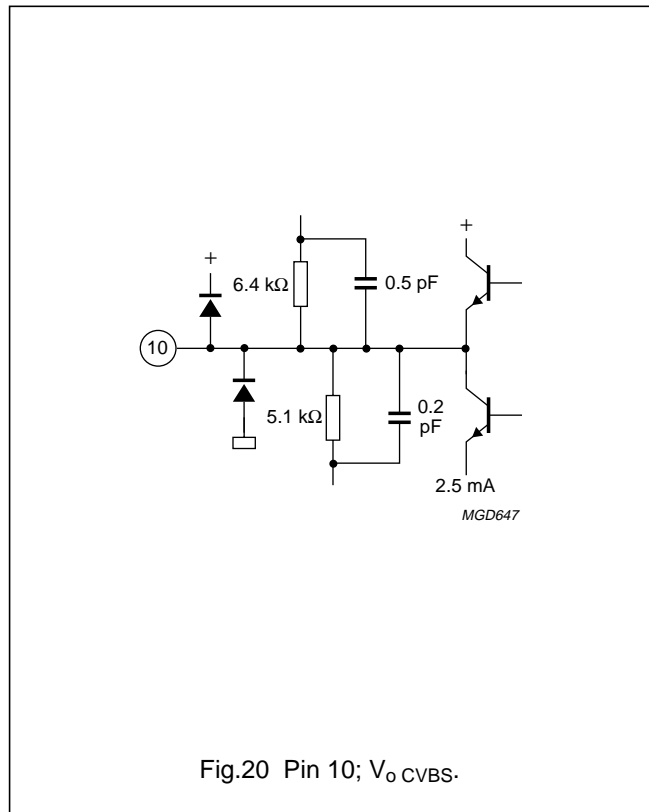 +
+
6.4 kΩ
0.5 pF
10
5.1 kΩ
0.2
pF
2.5 mA
MGD647
Fig.20 Pin 10; Vo CVBS.